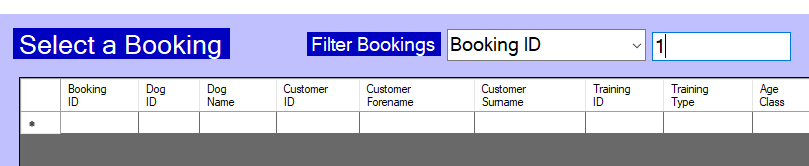 Select a Booking Filter Bookings Booking ID 1
Booking ID Dog ID Dog Name Customer ID Customer Forename Customer Surname Training ID Training Type Age Class
*